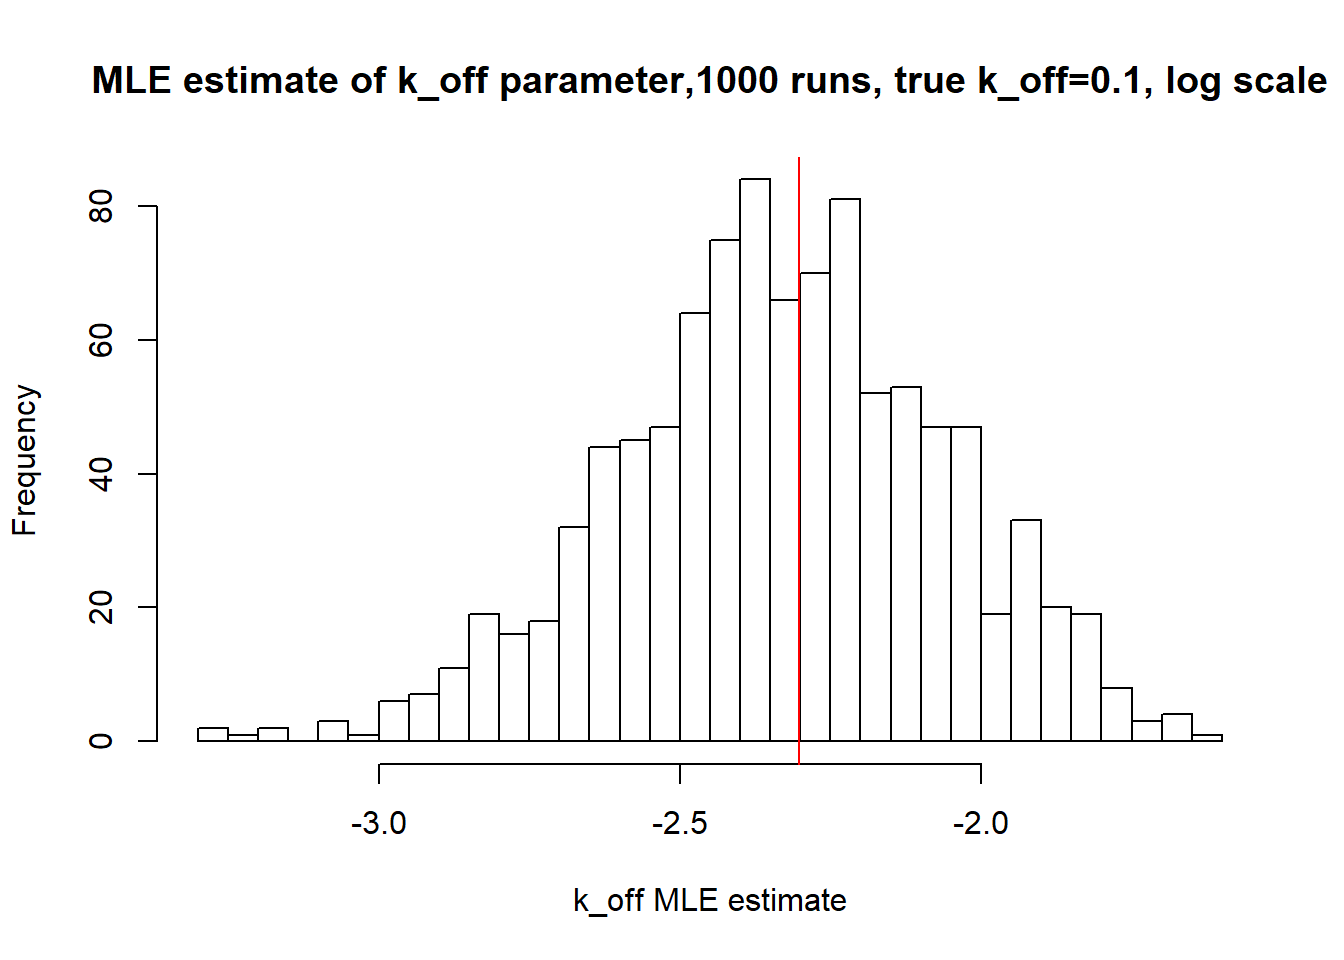 MLE estimate of k_off parameter,1000 runs, true k_off=0.1, log scale
80
60
40
20
0
Frequency
-3.0 -2.5 -2.0
k_off MLE estimate